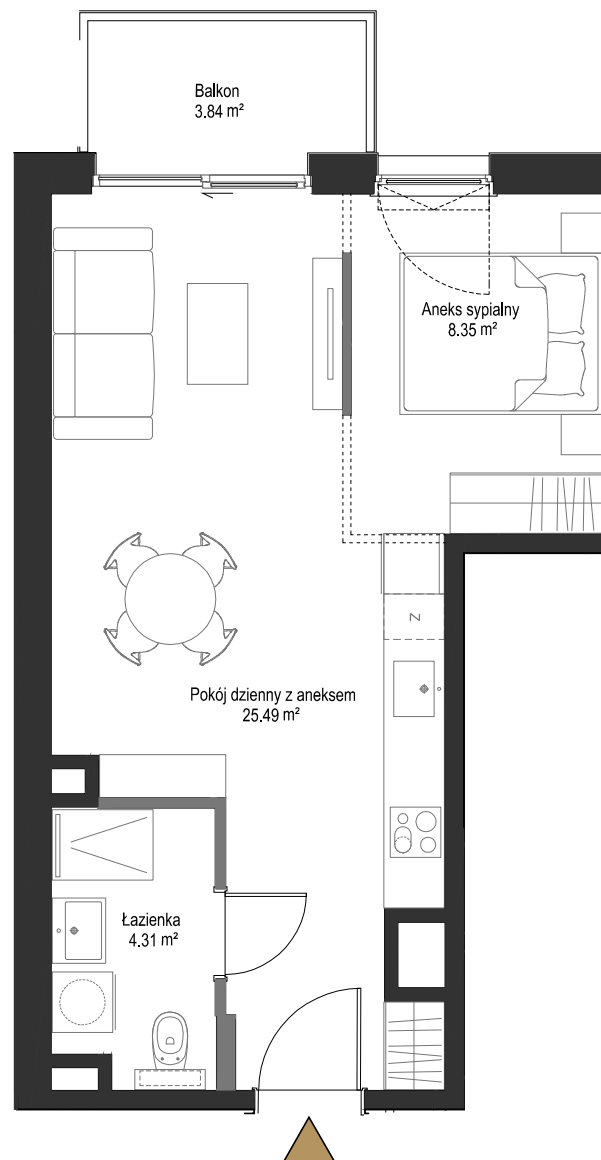 Balkon
3.84 m²
Aneks sypialny
8.35 m²
Z
Pokój dzienny z aneksem
25.49 m²
Łazienka
4.31 m²